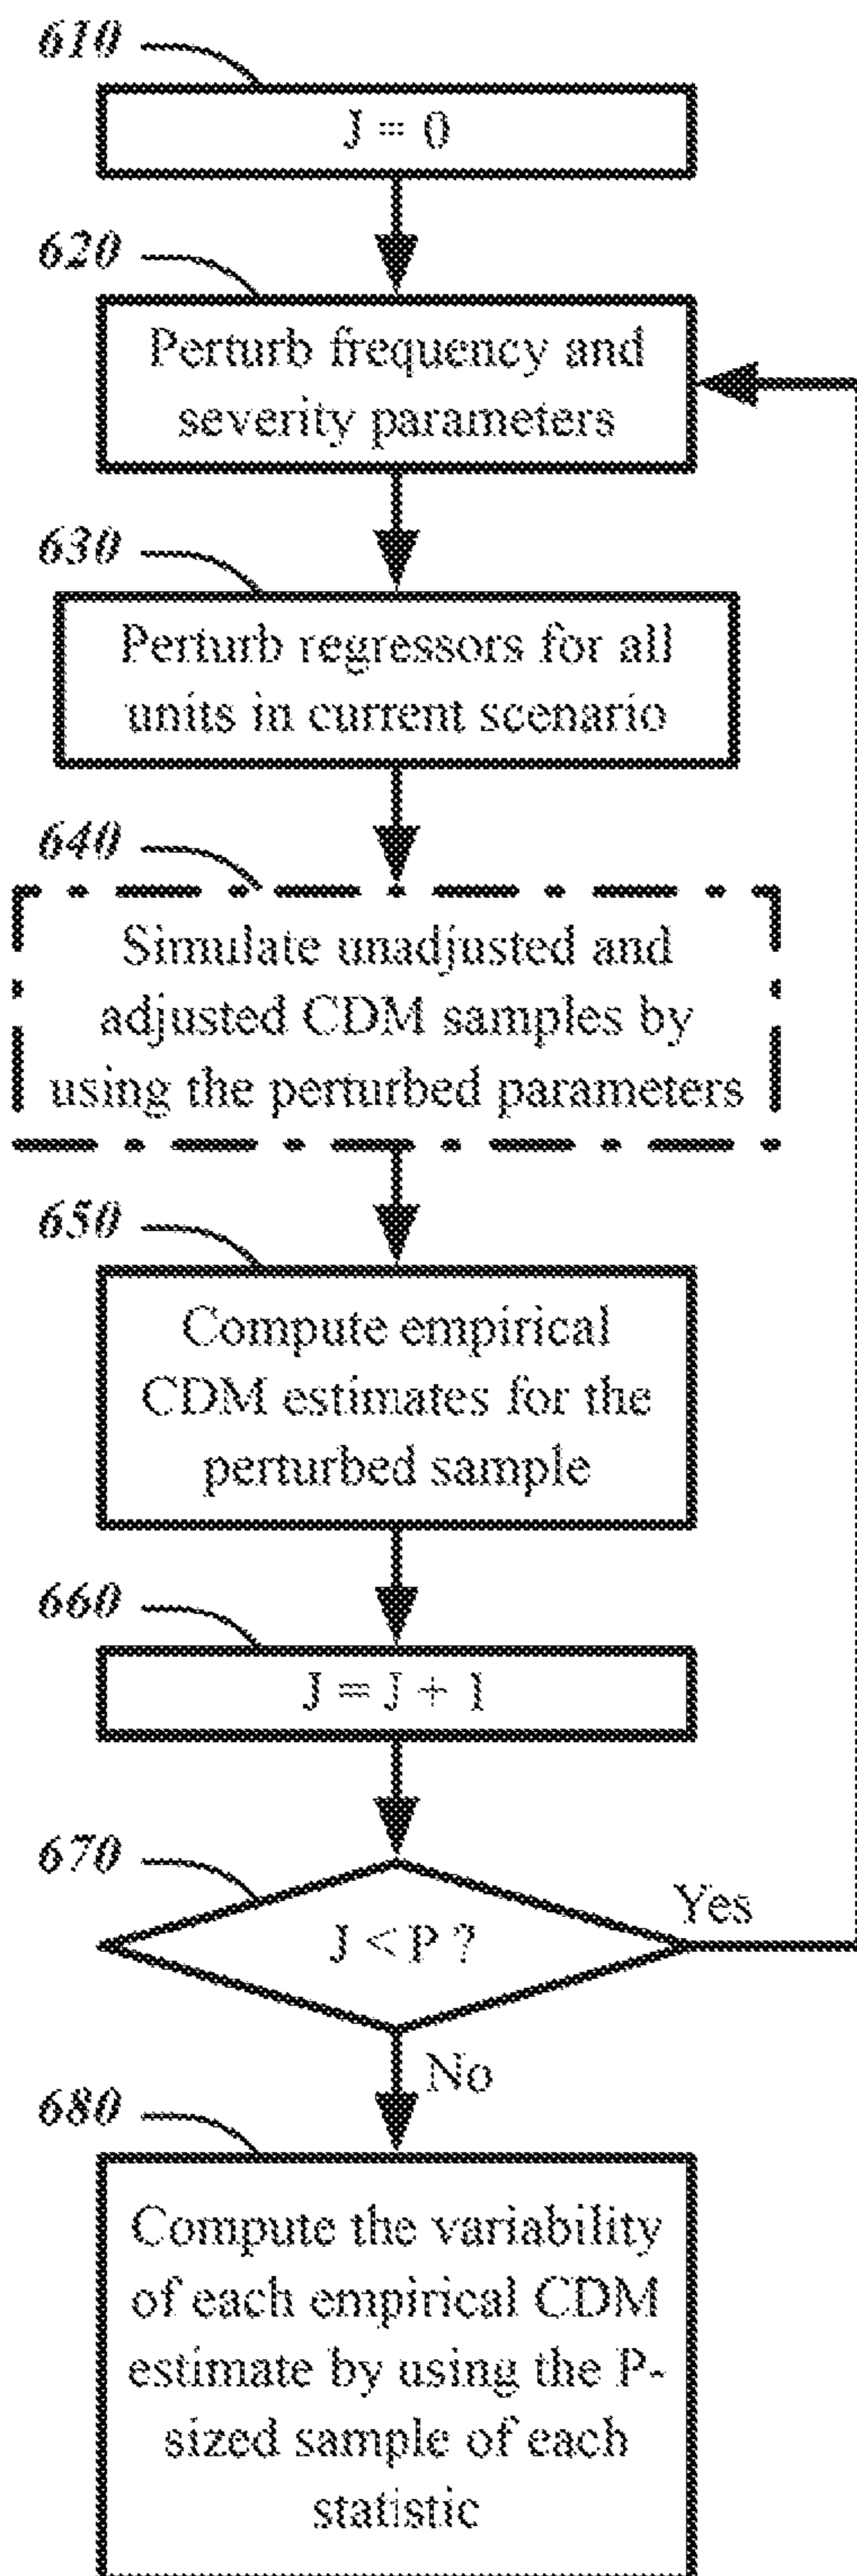 610
J = 0
620
Perturb frequency and
severity parameters
630
Perturb regressors for all
units in current scenario
640
Simulate unadjusted and
adjusted CDM samples by
using the perturbed parameters
650
Compute empirical
CDM estimates for the
perturbed sample
660
J = J + 1
670
J < P ?
Yes
No
680
Compute the variability
of each empirical CDM
estimate by using the P-
sized sample of each
statistic